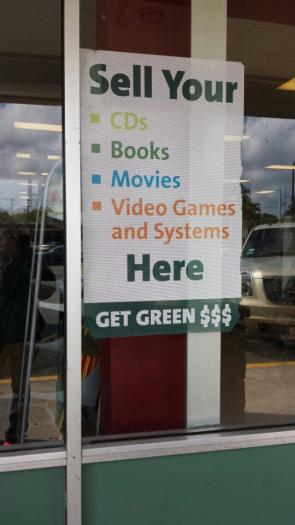 Sell Your
CDs
Books
Movies
Video Games
and Systems
Here
GET GREEN $$$